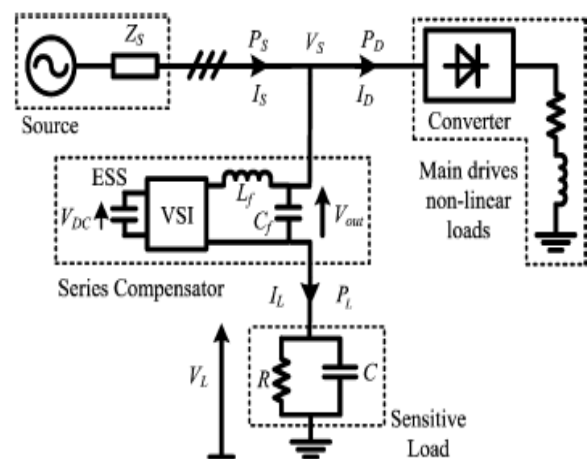 Z_S
P_S
V_S
P_D
I_S
I_D
Source
Converter
Main drives
non-linear
loads
ESS
V_DC
VSI
L_f
C_f
V_out
Series Compensator
I_L
P_L
V_L
R
C
Sensitive
Load